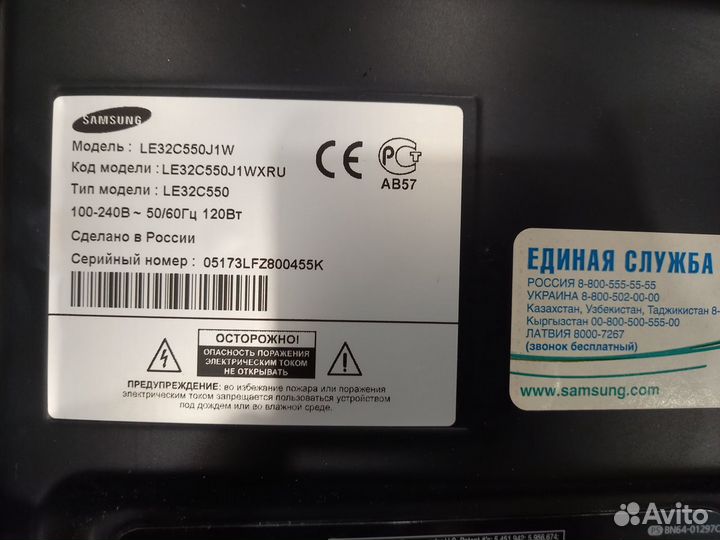 SAMSUNG
Модель : LE32C550J1W
Код модели : LE32C550J1WXRU
Тип модели : LE32C550
100-240В ~ 50/60Гц 120Вт
Сделано в России
Серийный номер : 05173LFZ800455K
CE
РСТ
АВ57
ОСТОРОЖНО!
ОПАСНОСТЬ ПОРАЖЕНИЯ
ЭЛЕКТРИЧЕСКИМ ТОКОМ
НЕ ОТКРЫВАТЬ
ПРЕДУПРЕЖДЕНИЕ: во избежание пожара или поражения
электрическим током запрещается пользоваться устройством
под дождем или во влажной среде.
ЕДИНАЯ СЛУЖБА
РОССИЯ 8-800-555-55-55
УКРАИНА 8-800-502-00-00
Казахстан, Узбекистан, Таджикистан 8-
Кыргызстан 00-800-500-555-00
ЛАТВИЯ 8000-7267
(звонок бесплатный)
www.samsung.com
PS BN64-01297C
Avito